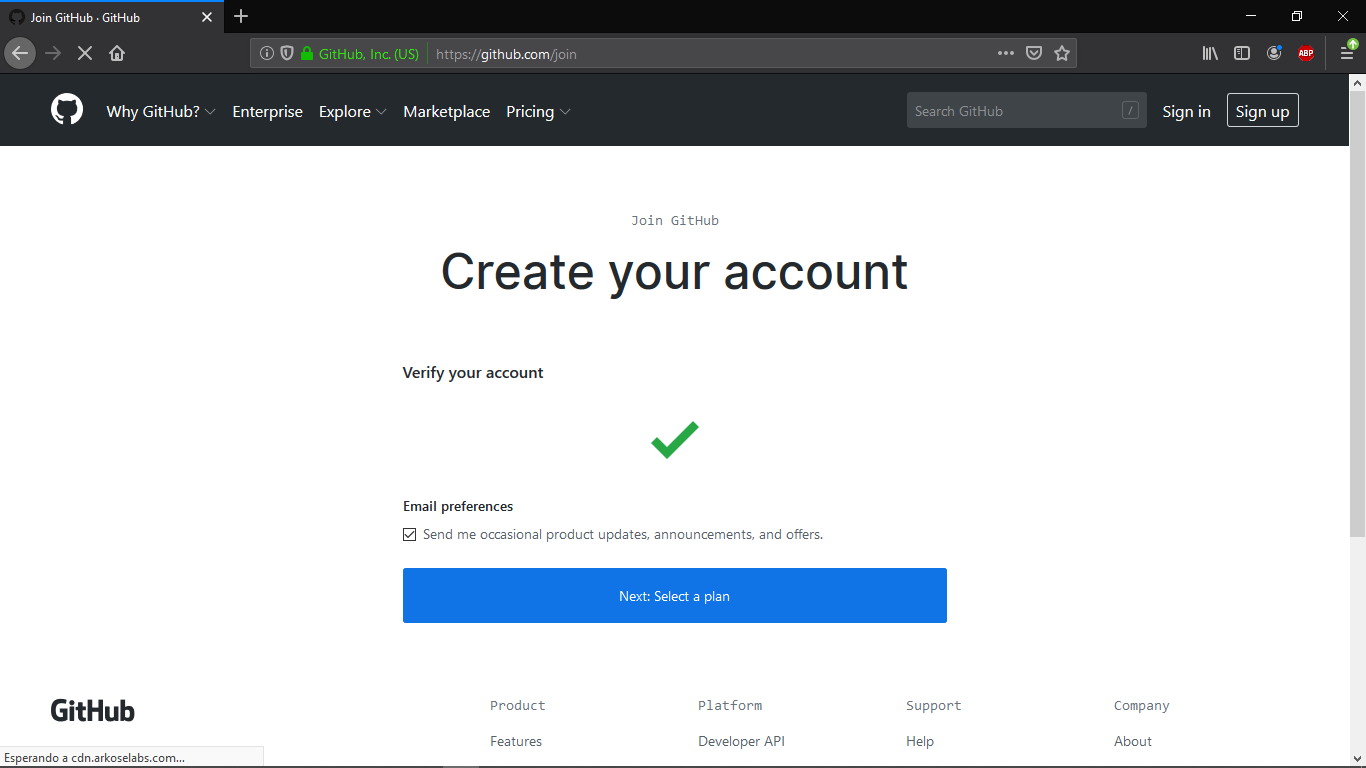 Join GitHub · GitHub
GitHub, Inc. (US)
https://github.com/join
ABP
Why GitHub?
Enterprise
Explore
Marketplace
Pricing
Search GitHub
/
Sign in
Sign up
Join GitHub
Create your account
Verify your account
Email preferences
Send me occasional product updates, announcements, and offers.
Next: Select a plan
GitHub
Product
Platform
Support
Company
Features
Developer API
Help
About
Esperando a cdn.arkoselabs.com...